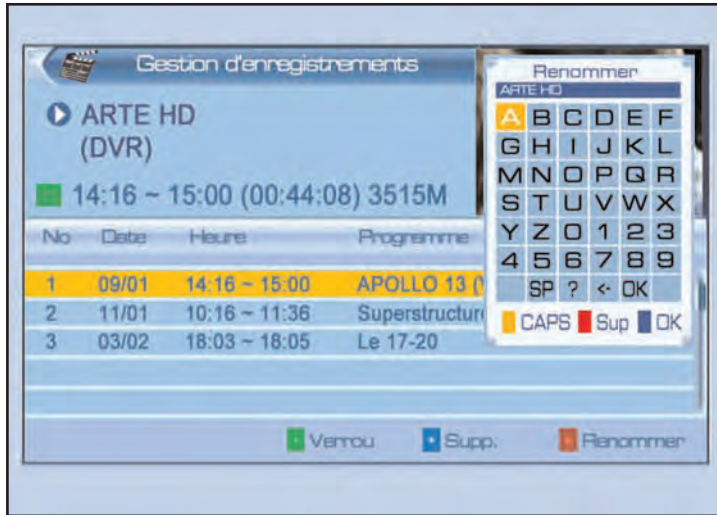 Gestion d'enregistrements
ARTE HD
(DVR)
14:16 ~ 15:00 (00:44:08) 3515M
No Date Heure Programme
1 09/01 14:16 ~ 15:00 APOLLO 13
2 11/01 10:16 ~ 11:36 Superstructure
3 03/02 18:03 ~ 18:05 Le 17-20
Verrou Supp. Renommer
Renommer
ARTE HD
A B C D E F
G H I J K L
M N O P Q R
S T U V W X
Y Z 0 1 2 3
4 5 6 7 8 9
SP ? <- OK
CAPS Sup OK